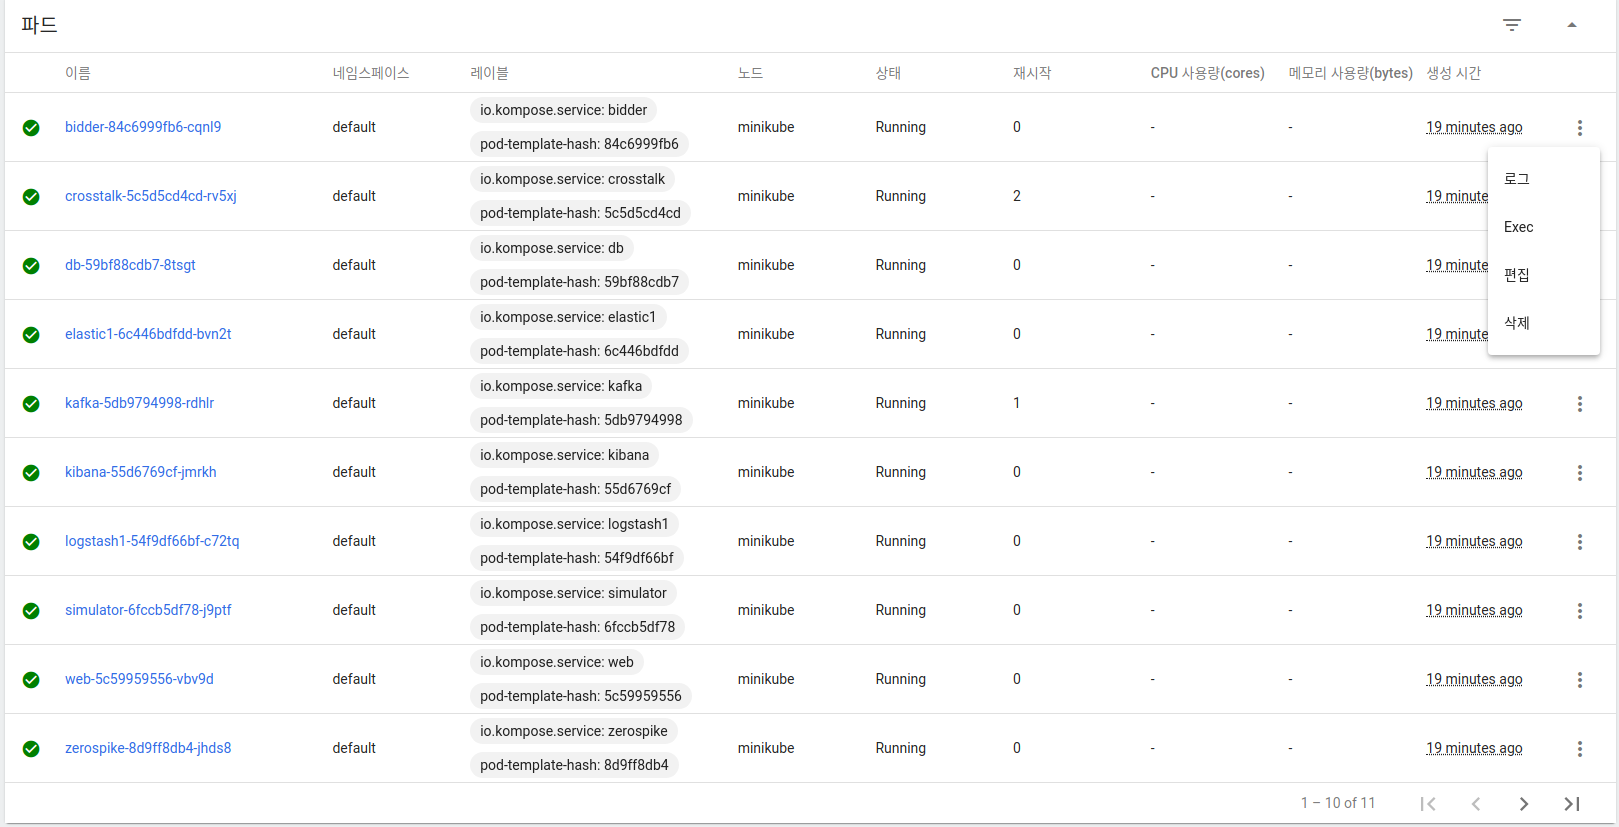 파드
이름 네임스페이스 레이블 노드 상태 재시작 CPU 사용량(cores) 메모리 사용량(bytes) 생성 시간
io.kompose.service: bidder
bidder-84c6999fb6-cqnl9 default minikube Running 0 - - 19 minutes ago
pod-template-hash: 84c6999fb6
io.kompose.service: crosstalk
로그
crosstalk-5c5d5cd4cd-rv5xj default minikube Running 2 - - 19 minute
pod-template-hash: 5c5d5cd4cd
Exec
io.kompose.service: db
db-59bf88cdb7-8tsgt default minikube Running 0 - - 19 minute
편집
pod-template-hash: 59bf88cdb7
io.kompose.service: elastic1
삭제
elastic1-6c446bdfdd-bvn2t default minikube Running 0 - - 19 minute
pod-template-hash: 6c446bdfdd
io.kompose.service: kafka
kafka-5db9794998-rdhlr default minikube Running 1 - - 19 minutes ago
pod-template-hash: 5db9794998
io.kompose.service: kibana
kibana-55d6769cf-jmrkh default minikube Running 0 - - 19 minutes ago
pod-template-hash: 55d6769cf
io.kompose.service: logstash1
logstash1-54f9df66bf-c72tq default minikube Running 0 - - 19 minutes ago
pod-template-hash: 54f9df66bf
io.kompose.service: simulator
simulator-6fccb5df78-j9ptf default minikube Running 0 - - 19 minutes ago
pod-template-hash: 6fccb5df78
io.kompose.service: web
web-5c59959556-vbv9d default minikube Running 0 - - 19 minutes ago
pod-template-hash: 5c59959556
io.kompose.service: zerospike
zerospike-8d9ff8db4-jhds8 default minikube Running 0 - - 19 minutes ago
pod-template-hash: 8d9ff8db4
1 – 10 of 11